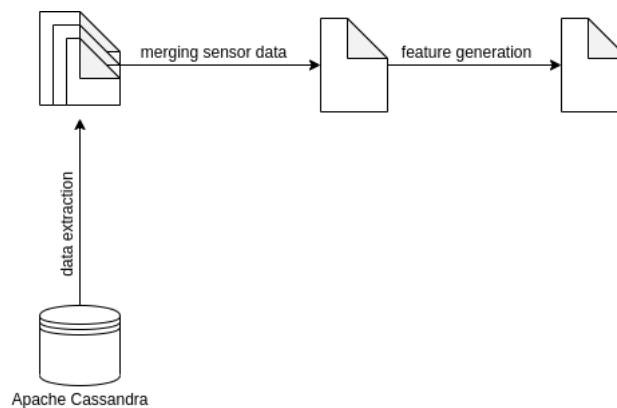 merging sensor data
feature generation
data extraction
Apache Cassandra